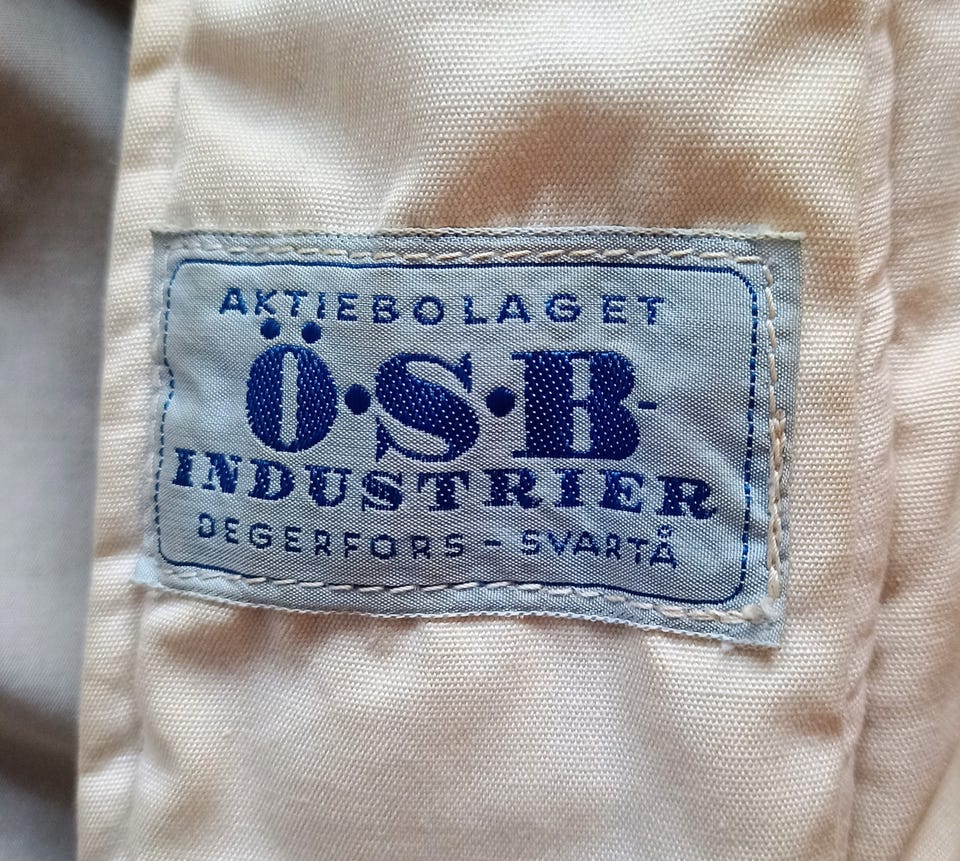 AKTIEBOLAGET
Ö·S·B-
INDUSTRIER
DEGERFORS - SVARTÅ